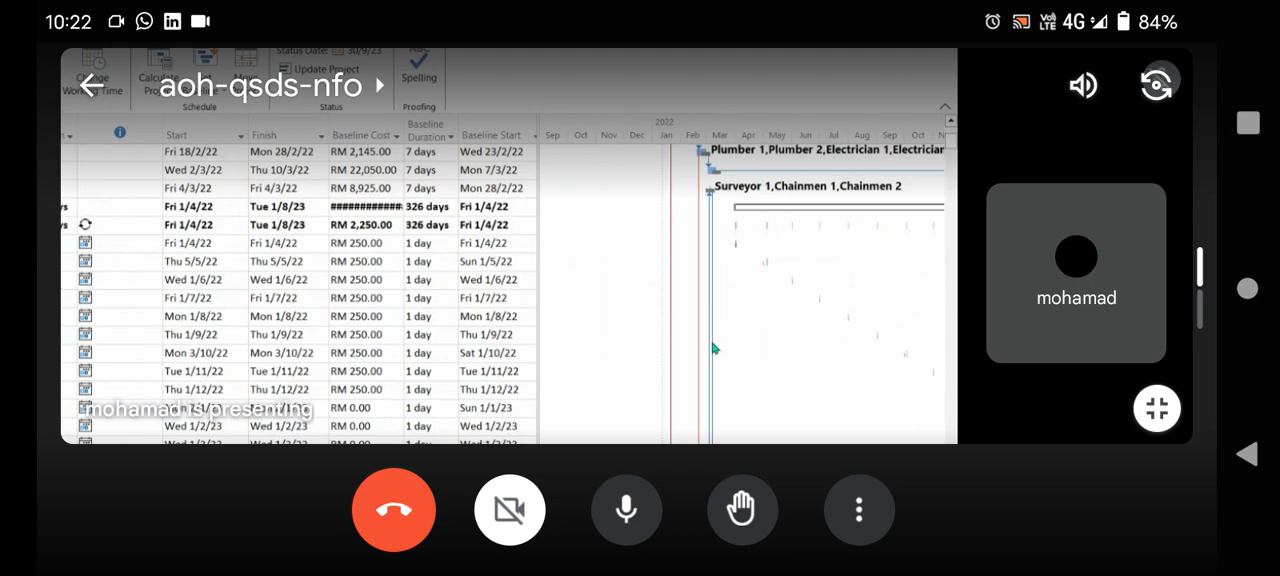 10:22 4G 84%
Change Working Time
Calculate
Move
Schedule
Status Date: 30/9/23
Update Project
Status
ABC
Spelling
Proofing
aoh-qsds-nfo
Start Finish Baseline Cost Baseline Duration Baseline Start
2022
Sep Oct Nov Dec Jan Feb Mar Apr May Jun Jul Aug Sep Oct N
Fri 18/2/22 Mon 28/2/22 RM 2,145.00 7 days Wed 23/2/22 Plumber 1,Plumber 2,Electrician 1,Electrician
Wed 2/3/22 Thu 10/3/22 RM 22,050.00 7 days Mon 7/3/22
Fri 4/3/22 Fri 4/3/22 RM 8,925.00 7 days Mon 28/2/22 Surveyor 1,Chainmen 1,Chainmen 2
ys Fri 1/4/22 Tue 1/8/23 ############ 326 days Fri 1/4/22
ys Fri 1/4/22 Tue 1/8/23 RM 2,250.00 326 days Fri 1/4/22
Fri 1/4/22 Fri 1/4/22 RM 250.00 1 day Fri 1/4/22
Thu 5/5/22 Thu 5/5/22 RM 250.00 1 day Sun 1/5/22
Wed 1/6/22 Wed 1/6/22 RM 250.00 1 day Wed 1/6/22
Fri 1/7/22 Fri 1/7/22 RM 250.00 1 day Fri 1/7/22
Mon 1/8/22 Mon 1/8/22 RM 250.00 1 day Mon 1/8/22
Thu 1/9/22 Thu 1/9/22 RM 250.00 1 day Thu 1/9/22
Mon 3/10/22 Mon 3/10/22 RM 250.00 1 day Sat 1/10/22
Tue 1/11/22 Tue 1/11/22 RM 250.00 1 day Tue 1/11/22
Thu 1/12/22 Thu 1/12/22 RM 250.00 1 day Thu 1/12/22
RM 0.00 1 day Sun 1/1/23
mohamad is presenting
Wed 1/2/23 Wed 1/2/23 RM 0.00 1 day Wed 1/2/23
mohamad